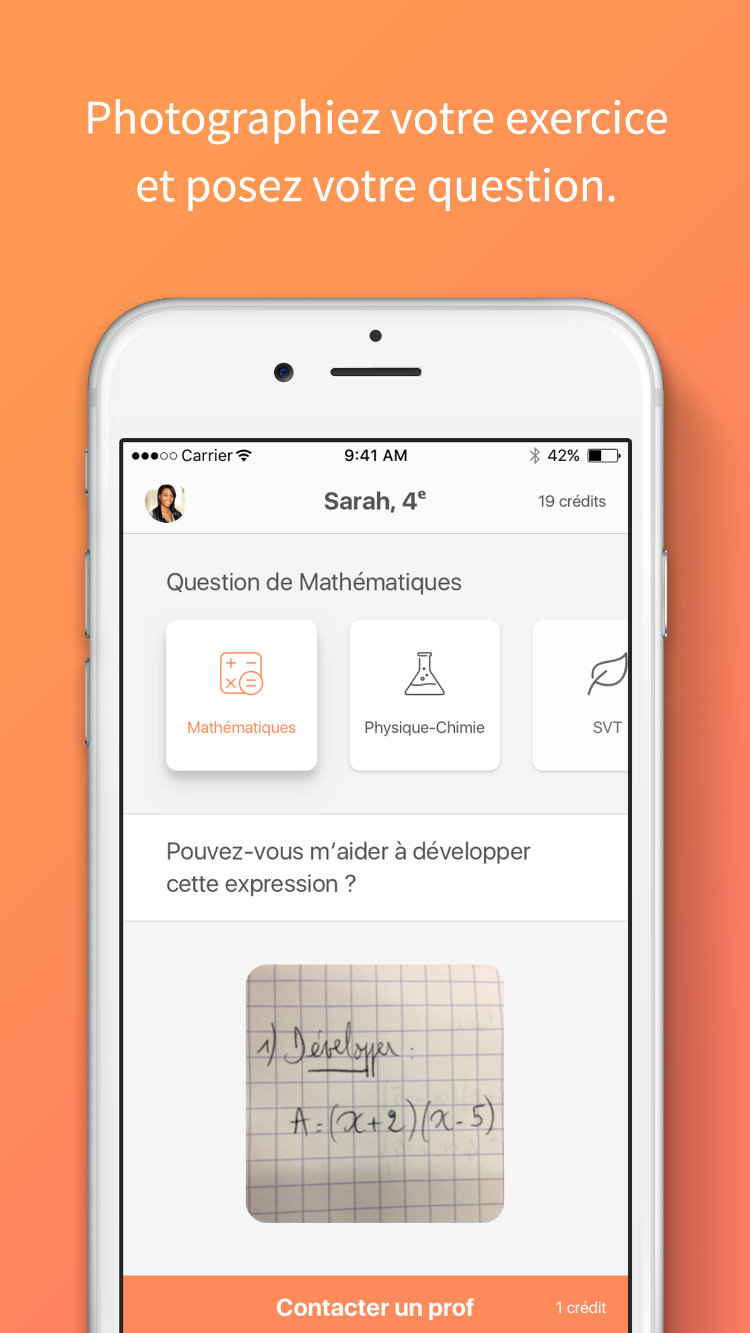 Photographiez votre exercice
et posez votre question.
Carrier 9:41 AM 42%
Sarah, 4e 19 crédits
Question de Mathématiques
Mathématiques Physique-Chimie SVT
Pouvez-vous m’aider à développer
cette expression ?
1) Développer :
A = (x+2)(x-5)
Contacter un prof 1 crédit